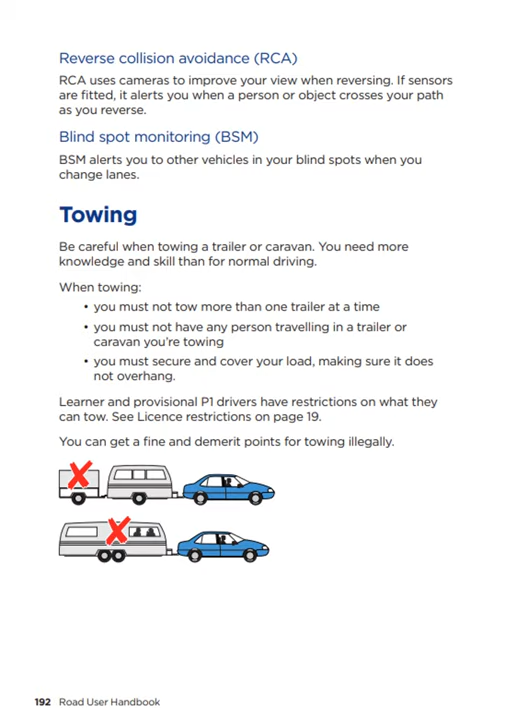 Reverse collision avoidance (RCA)
RCA uses cameras to improve your view when reversing. If sensors
are fitted, it alerts you when a person or object crosses your path
as you reverse.
Blind spot monitoring (BSM)
BSM alerts you to other vehicles in your blind spots when you
change lanes.
Towing
Be careful when towing a trailer or caravan. You need more
knowledge and skill than for normal driving.
When towing:
• you must not tow more than one trailer at a time
• you must not have any person travelling in a trailer or
caravan you’re towing
• you must secure and cover your load, making sure it does
not overhang.
Learner and provisional P1 drivers have restrictions on what they
can tow. See Licence restrictions on page 19.
You can get a fine and demerit points for towing illegally.
192 Road User Handbook